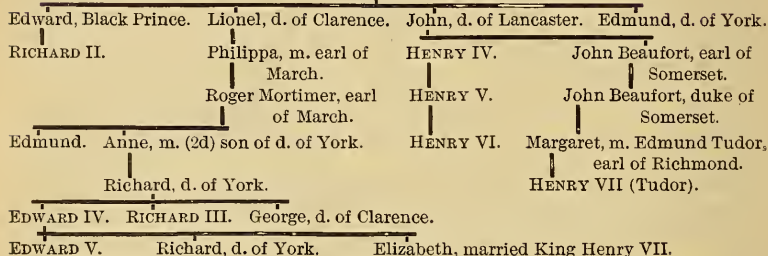 Edward, Black Prince. Lionel, d. of Clarence. John, d. of Lancaster. Edmund, d. of York.
RICHARD II. Philippa, m. earl of March. HENRY IV. John Beaufort, earl of Somerset.
Roger Mortimer, earl of March. HENRY V. John Beaufort, duke of Somerset.
Edmund. Anne, m. (2d) son of d. of York. HENRY VI. Margaret, m. Edmund Tudor, earl of Richmond.
Richard, d. of York. HENRY VII (Tudor).
EDWARD IV. RICHARD III. George, d. of Clarence.
EDWARD V. Richard, d. of York. Elizabeth, married King Henry VII.